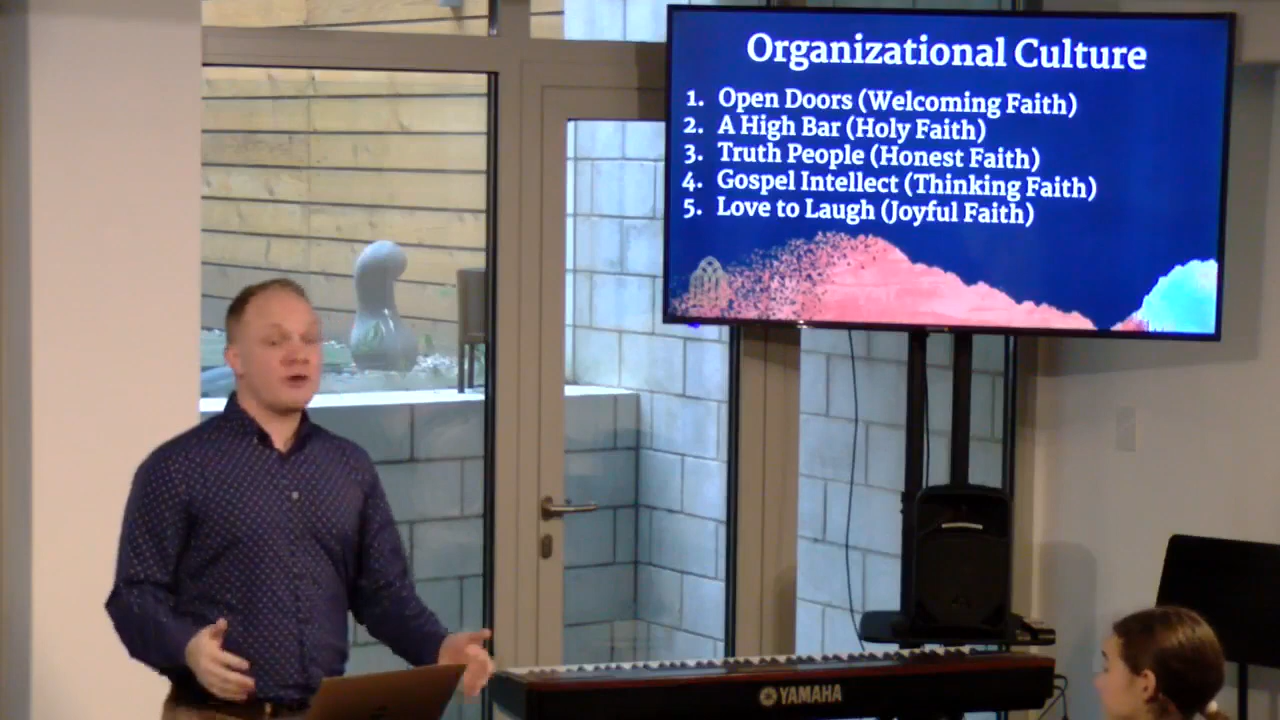 Organizational Culture
1. Open Doors (Welcoming Faith)
2. A High Bar (Holy Faith)
3. Truth People (Honest Faith)
4. Gospel Intellect (Thinking Faith)
5. Love to Laugh (Joyful Faith)
YAMAHA